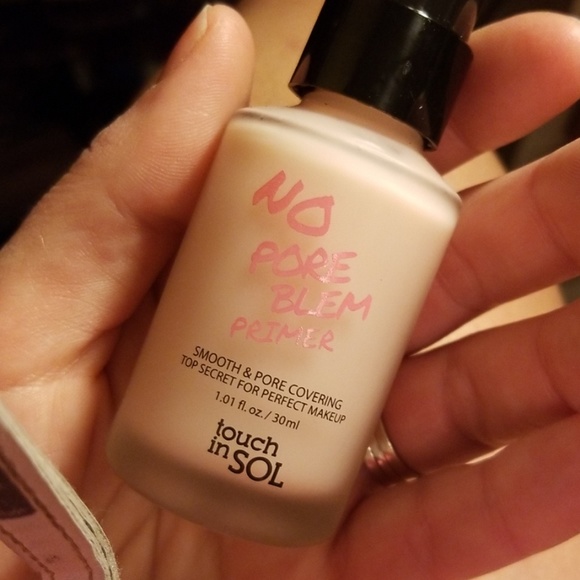 NO
PORE
BLEM
PRIMER
SMOOTH & PORE COVERING
TOP SECRET FOR PERFECT MAKEUP
1.01 fl. oz./30ml
touch
in SOL